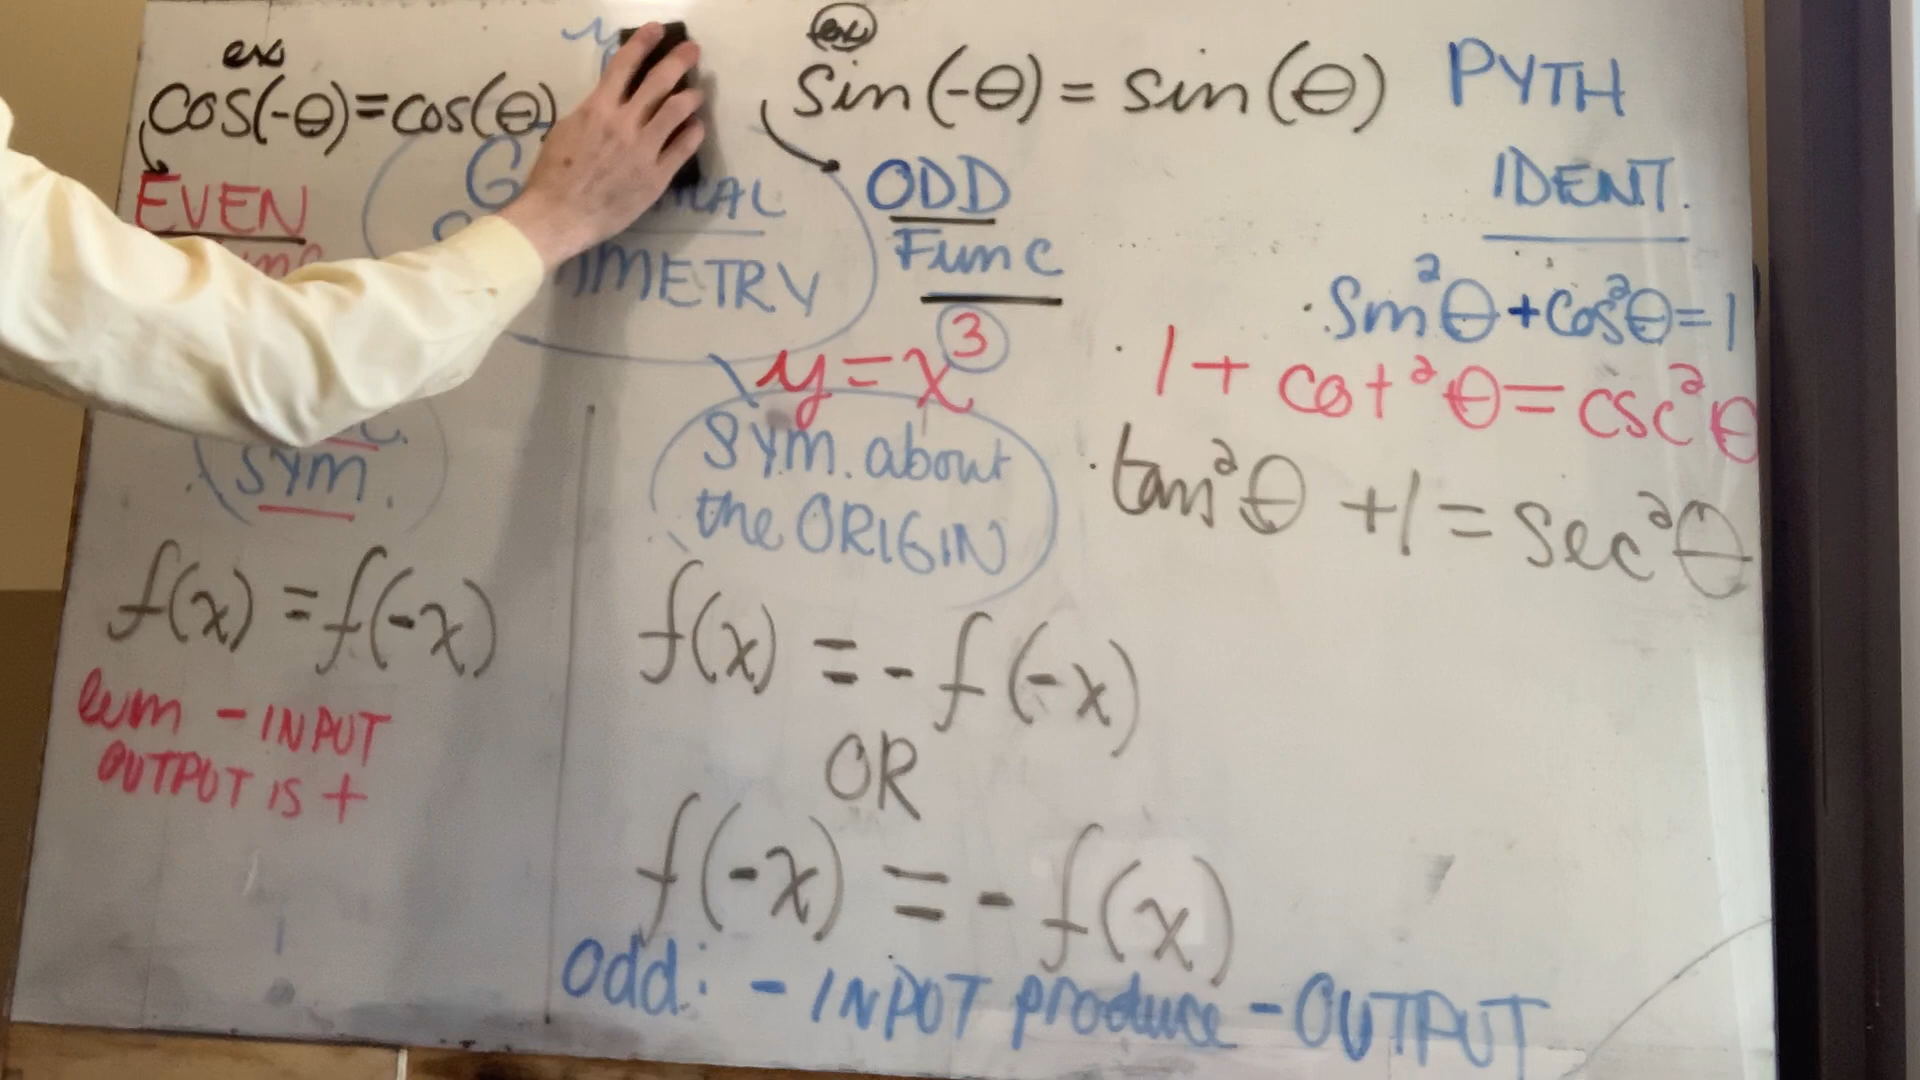 ex
cos(-θ)=cos(θ)
EVEN
SYM.
f(x) = f(-x)
- INPUT
OUTPUT IS +
ex
sin(-θ) = sin(θ)
ODD
Func
METRY
y = x³
Sym. about
the ORIGIN
f(x) = - f(-x)
OR
f(-x) = - f(x)
odd: - INPUT produce - OUTPUT
PYTH
IDENT.
sin²θ + cos²θ = 1
1 + cot²θ = csc²θ
tan²θ + 1 = sec²θ